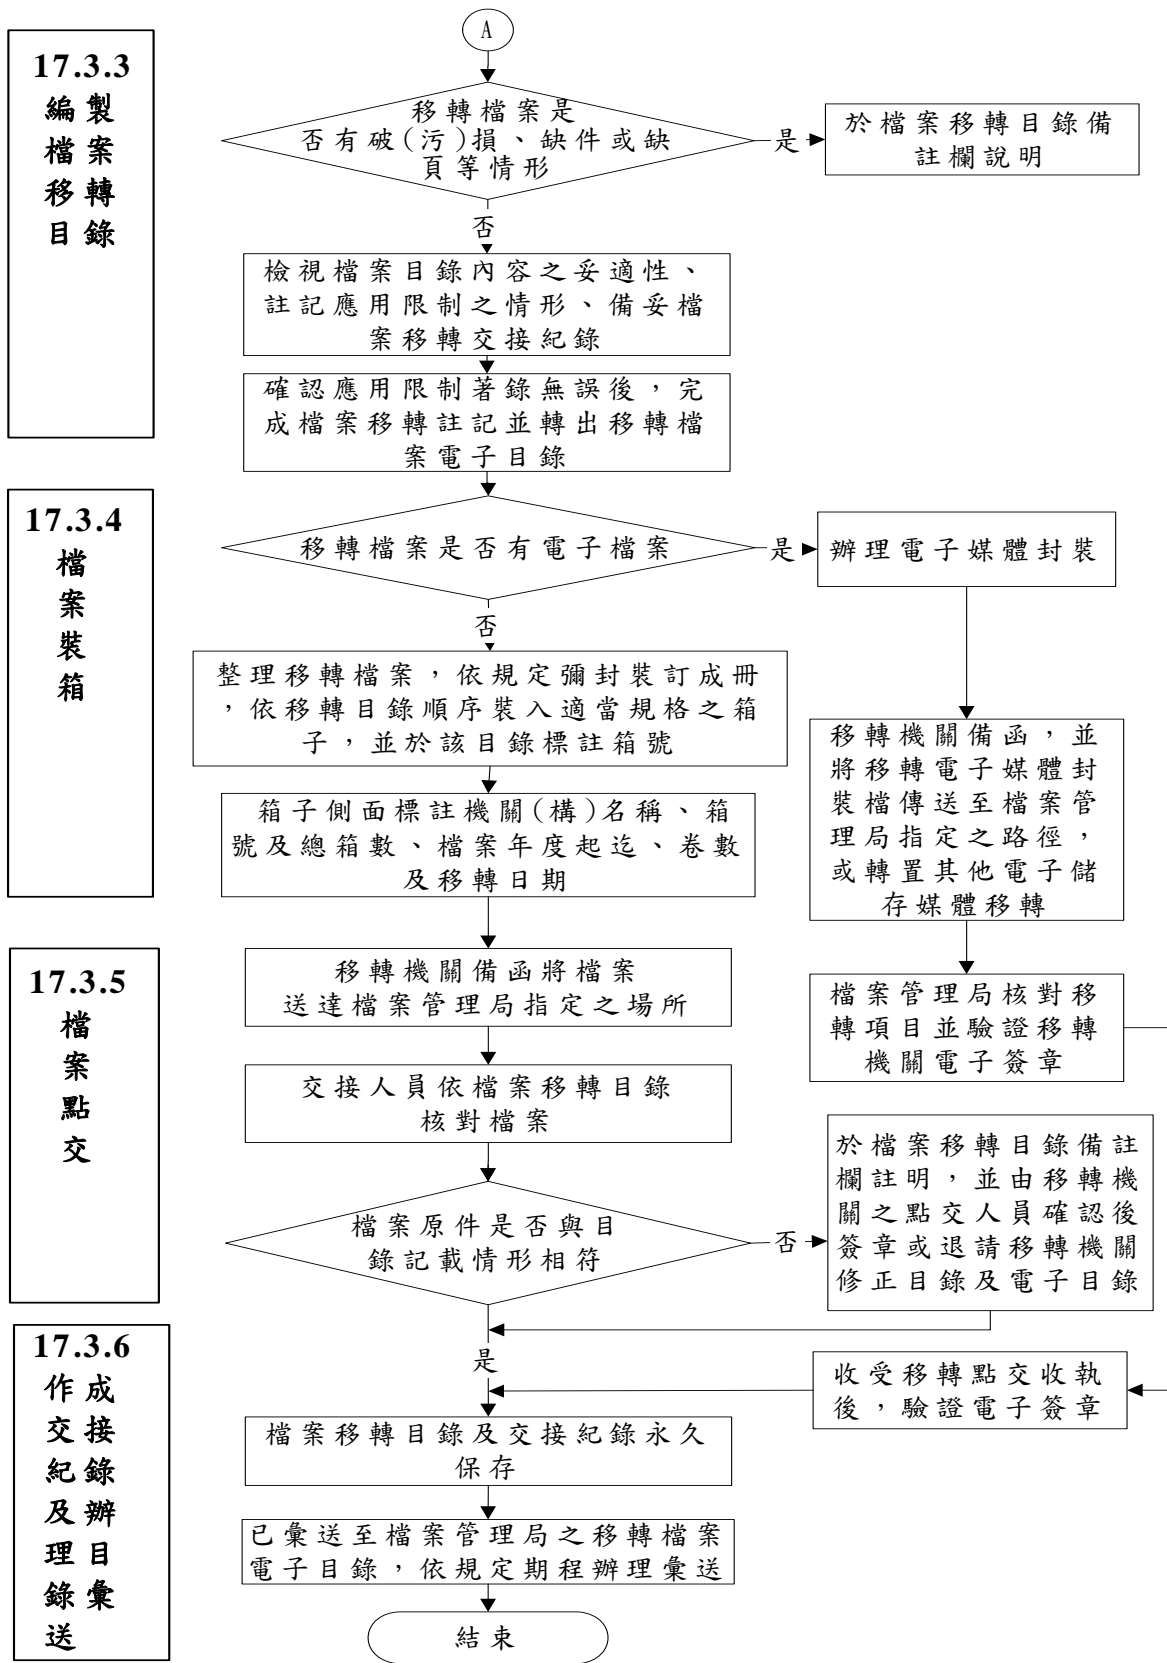 A
17.3.3
編製
檔案
移轉
目錄
移轉檔案是
否有破(污)損、缺件或缺
頁等情形
是
於檔案移轉目錄備
註欄說明
否
檢視檔案目錄內容之妥適性、
註記應用限制之情形、備妥檔
案移轉交接紀錄
確認應用限制著錄無誤後，完
成檔案移轉註記並轉出移轉檔
案電子目錄
17.3.4
檔
案
裝
箱
移轉檔案是否有電子檔案
是
辦理電子媒體封裝
否
整理移轉檔案，依規定彌封裝訂成冊
，依移轉目錄順序裝入適當規格之箱
子，並於該目錄標註箱號
移轉機關備函，並
將移轉電子媒體封
裝檔傳送至檔案管
理局指定之路徑，
或轉置其他電子儲
存媒體移轉
箱子側面標註機關(構)名稱、箱
號及總箱數、檔案年度起迄、卷數
及移轉日期
17.3.5
檔
案
點
交
移轉機關備函將檔案
送達檔案管理局指定之場所
檔案管理局核對移
轉項目並驗證移轉
機關電子簽章
交接人員依檔案移轉目錄
核對檔案
檔案原件是否與目
錄記載情形相符
否
於檔案移轉目錄備註
欄註明，並由移轉機
關之點交人員確認後
簽章或退請移轉機關
修正目錄及電子目錄
17.3.6
作成
交接
紀錄
及辦
理目
錄彙
送
是
收受移轉點交收執
後，驗證電子簽章
檔案移轉目錄及交接紀錄永久
保存
已彙送至檔案管理局之移轉檔案
電子目錄，依規定期程辦理彙送
結束